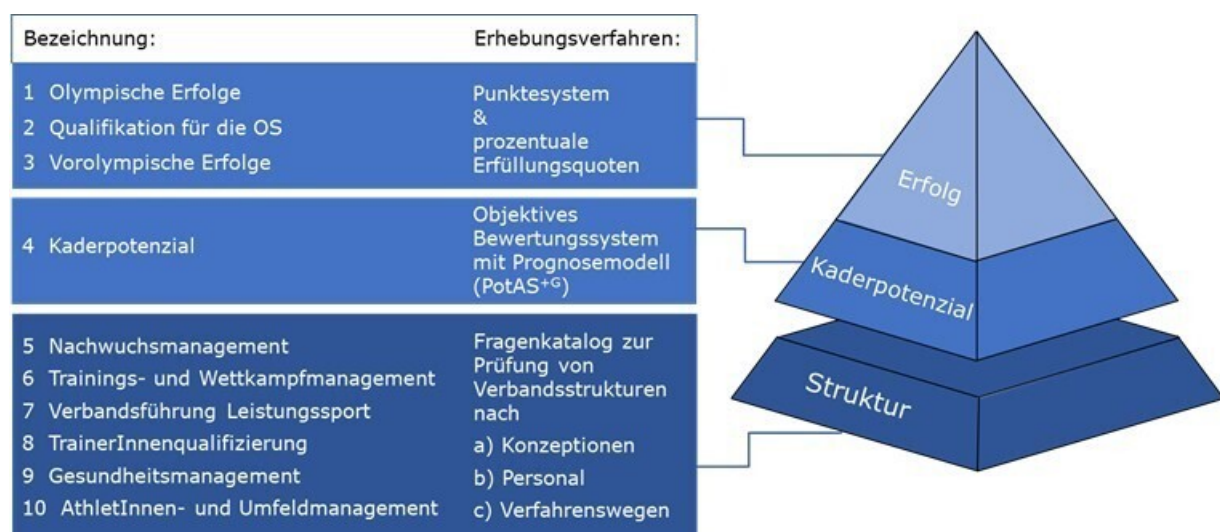 Bezeichnung: Erhebungsverfahren:
1 Olympische Erfolge
2 Qualifikation für die OS
3 Vorolympische Erfolge
Punktesystem
&
prozentuale
Erfüllungsquoten
4 Kaderpotenzial
Objektives
Bewertungssystem
mit Prognosemodell
(PotAS⁺ᴳ)
5 Nachwuchsmanagement
6 Trainings- und Wettkampfmanagement
7 Verbandsführung Leistungssport
8 TrainerInnenqualifizierung
9 Gesundheitsmanagement
10 AthletInnen- und Umfeldmanagement
Fragenkatalog zur
Prüfung von
Verbandsstrukturen
nach
a) Konzeptionen
b) Personal
c) Verfahrenswegen
Erfolg
Kaderpotenzial
Struktur